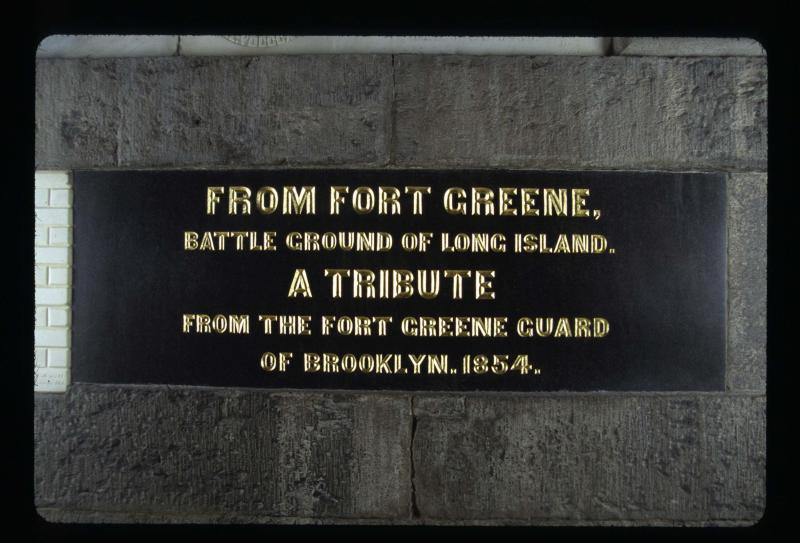 FROM FORT GREENE,
BATTLE GROUND OF LONG ISLAND.
A TRIBUTE
FROM THE FORT GREENE GUARD
OF BROOKLYN. 1854.